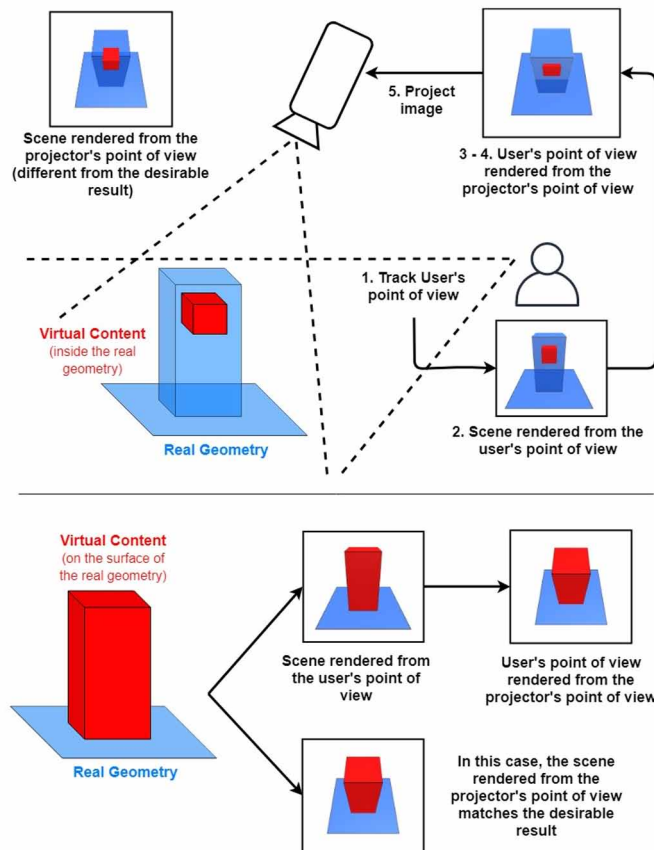 Scene rendered from the
projector's point of view
(different from the desirable
result)
5. Project
image
3 - 4. User's point of view
rendered from the
projector's point of view
1. Track User's
point of view
Virtual Content
(inside the real
geometry)
Real Geometry
2. Scene rendered from the
user's point of view
Virtual Content
(on the surface of
the real geometry)
Real Geometry
Scene rendered from
the user's point of
view
User's point of view
rendered from the
projector's point of view
In this case, the scene
rendered from the
projector's point of view
matches the desirable
result